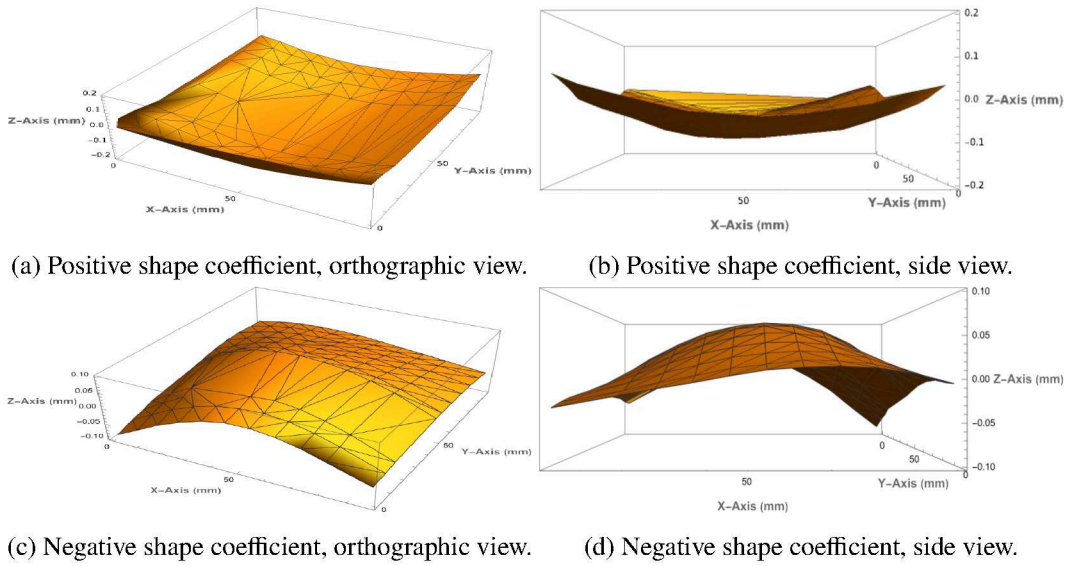 0.2
0.1
Z–Axis (mm) 0.0
−0.1
−0.2
0
50
X–Axis (mm)
0
50
Y–Axis (mm)
0.2
0.1
0.0 Z–Axis (mm)
−0.1
−0.2
0
50
Y–Axis (mm)
50
0
X–Axis (mm)
(a) Positive shape coefficient, orthographic view.
(b) Positive shape coefficient, side view.
0.10
0.05
Z–Axis (mm) 0.00
−0.05
−0.10
0
50
X–Axis (mm)
0
50
Y–Axis (mm)
0.10
0.05
0.00 Z–Axis (mm)
−0.05
−0.10
0
50
Y–Axis (mm)
50
0
X–Axis (mm)
(c) Negative shape coefficient, orthographic view.
(d) Negative shape coefficient, side view.